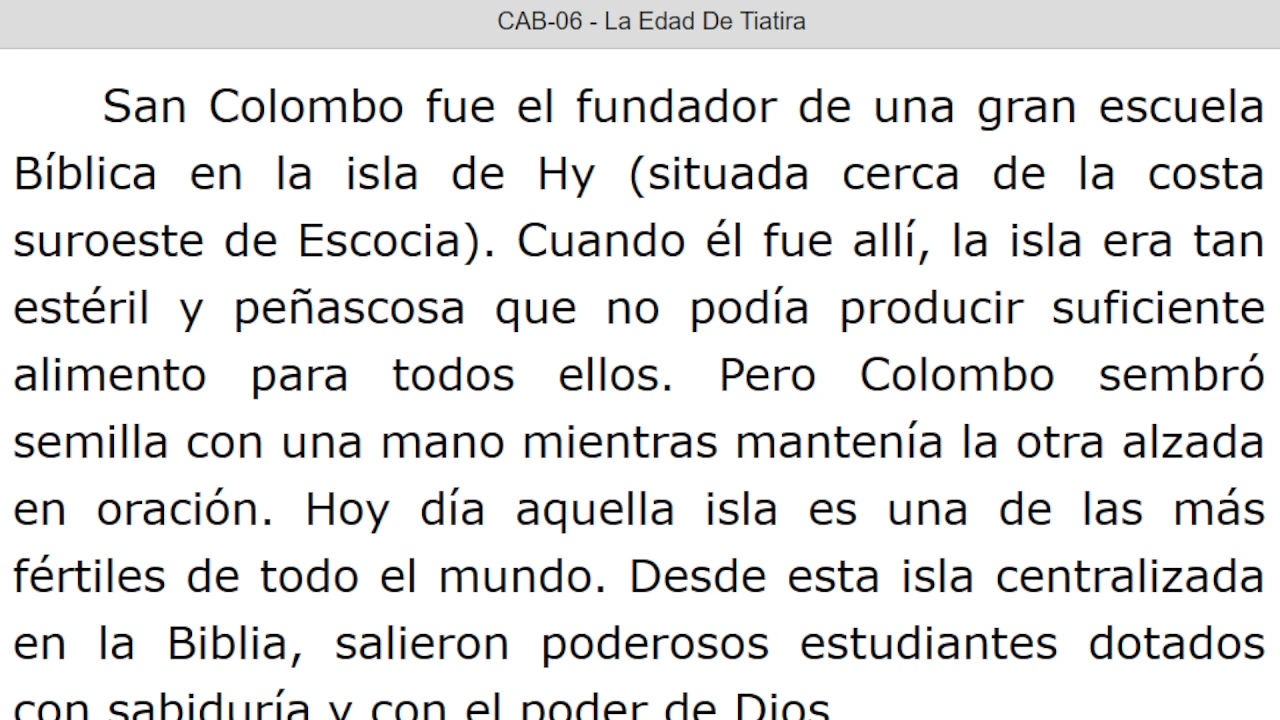 CAB-06 - La Edad De Tiatira
San Colombo fue el fundador de una gran escuela
Bíblica en la isla de Hy (situada cerca de la costa
suroeste de Escocia). Cuando él fue allí, la isla era tan
estéril y peñascosa que no podía producir suficiente
alimento para todos ellos. Pero Colombo sembró
semilla con una mano mientras mantenía la otra alzada
en oración. Hoy día aquella isla es una de las más
fértiles de todo el mundo. Desde esta isla centralizada
en la Biblia, salieron poderosos estudiantes dotados
con sabiduría y con el poder de Dios.